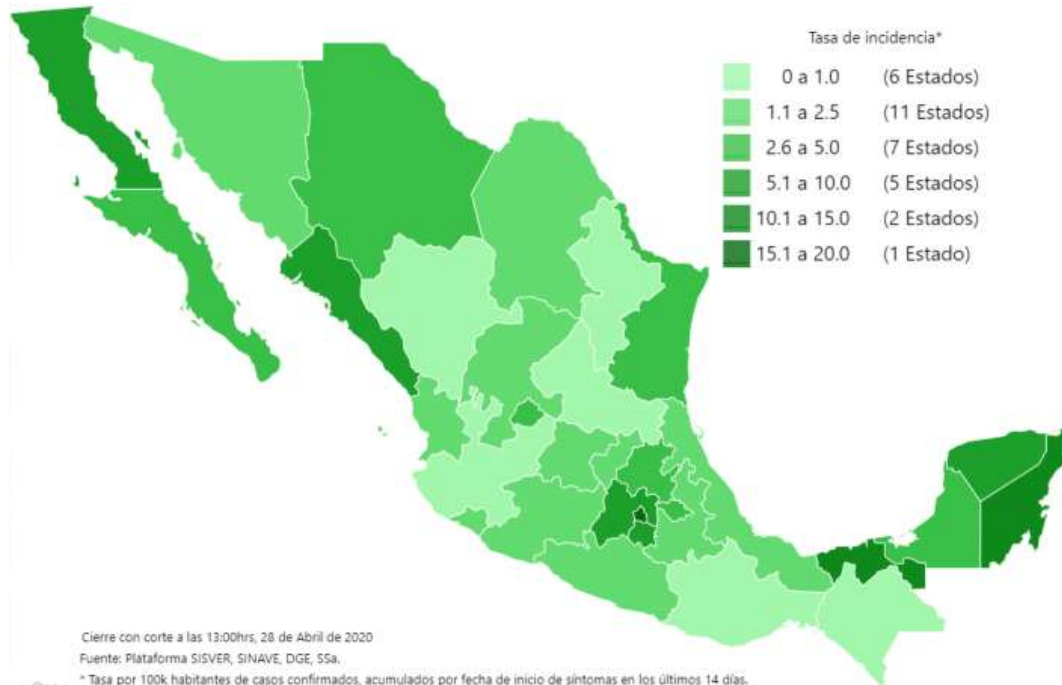 Tasa de incidencia*
0 a 1.0 (6 Estados)
1.1 a 2.5 (11 Estados)
2.6 a 5.0 (7 Estados)
5.1 a 10.0 (5 Estados)
10.1 a 15.0 (2 Estados)
15.1 a 20.0 (1 Estado)
Cierre con corte a las 13:00hrs, 28 de Abril de 2020
Fuente: Plataforma SISVER, SINAVE, DGE, SSa.
* Tasa por 100k habitantes de casos confirmados, acumulados por fecha de inicio de síntomas en los últimos 14 días.